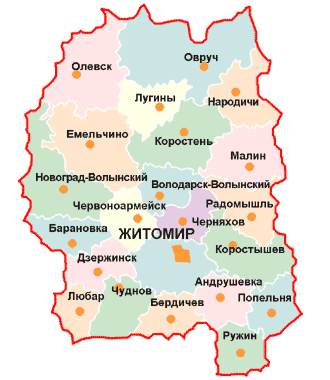 Овруч
Олевск
Лугины
Народичи
Емельчино
Коростень
Малин
Новоград-Волынский
Володарск-Волынский
Червоноармейск
Радомышль
Черняхов
Барановка
ЖИТОМИР
Коростышев
Дзержинск
Андрушевка
Любар
Чуднов
Бердичев
Попельня
Ружин